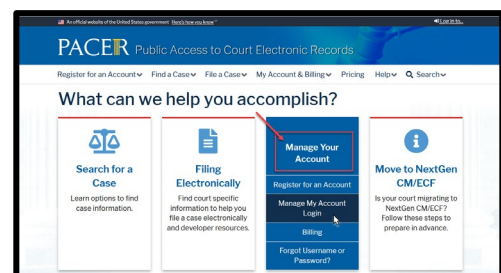 An official website of the United States government Here's how you know
Log in to...
PACER Public Access to Court Electronic Records
Register for an Account Find a Case File a Case My Account & Billing Pricing Help Search
What can we help you accomplish?
Search for a
Case
Learn options to find
case information.
Filing
Electronically
Find court specific
information to help you
file a case electronically
and developer resources.
Manage Your
Account
Register for an Account
Manage My Account
Login
Billing
Forgot Username or
Password?
Move to NextGen
CM/ECF
Is your court migrating to
NextGen CM/ECF?
Follow these steps to
prepare in advance.